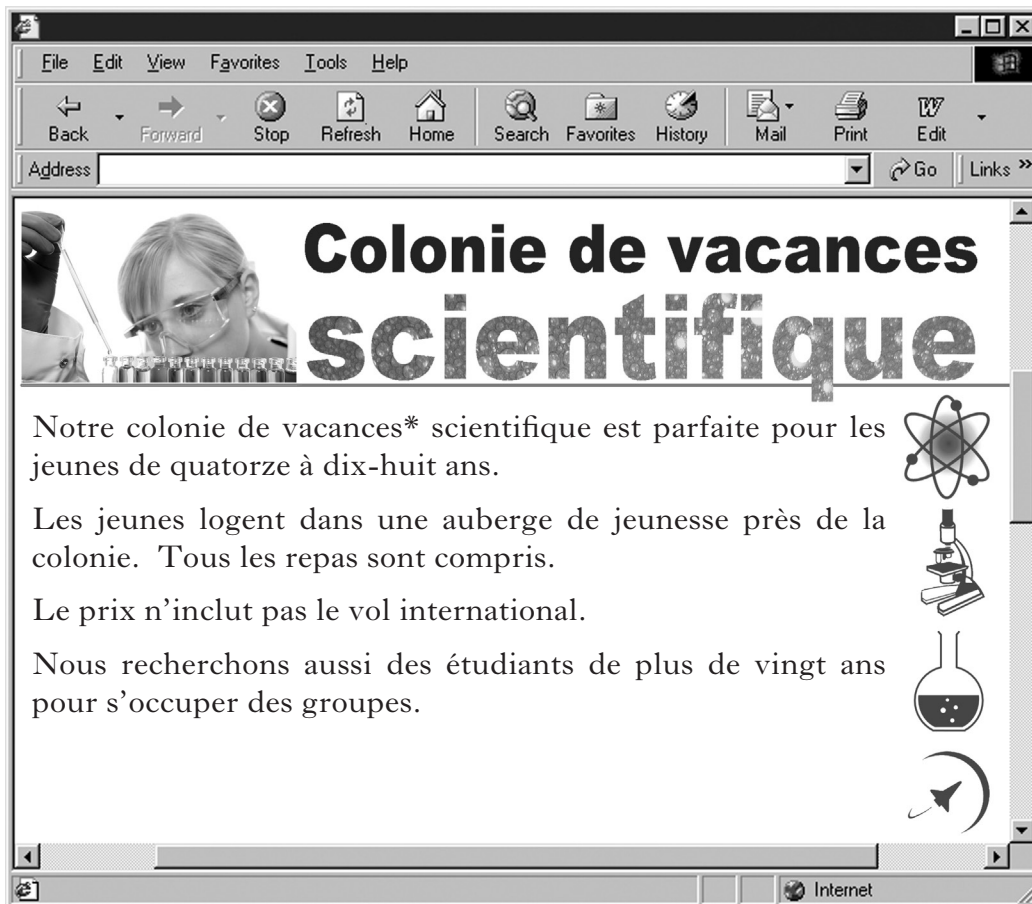 File Edit View Favorites Tools Help
Back Forward Stop Refresh Home Search Favorites History Mail Print Edit
Address Go Links »
Colonie de vacances
scientifique
Notre colonie de vacances* scientifique est parfaite pour les
jeunes de quatorze à dix-huit ans.
Les jeunes logent dans une auberge de jeunesse près de la
colonie. Tous les repas sont compris.
Le prix n’inclut pas le vol international.
Nous recherchons aussi des étudiants de plus de vingt ans
pour s’occuper des groupes.
Internet